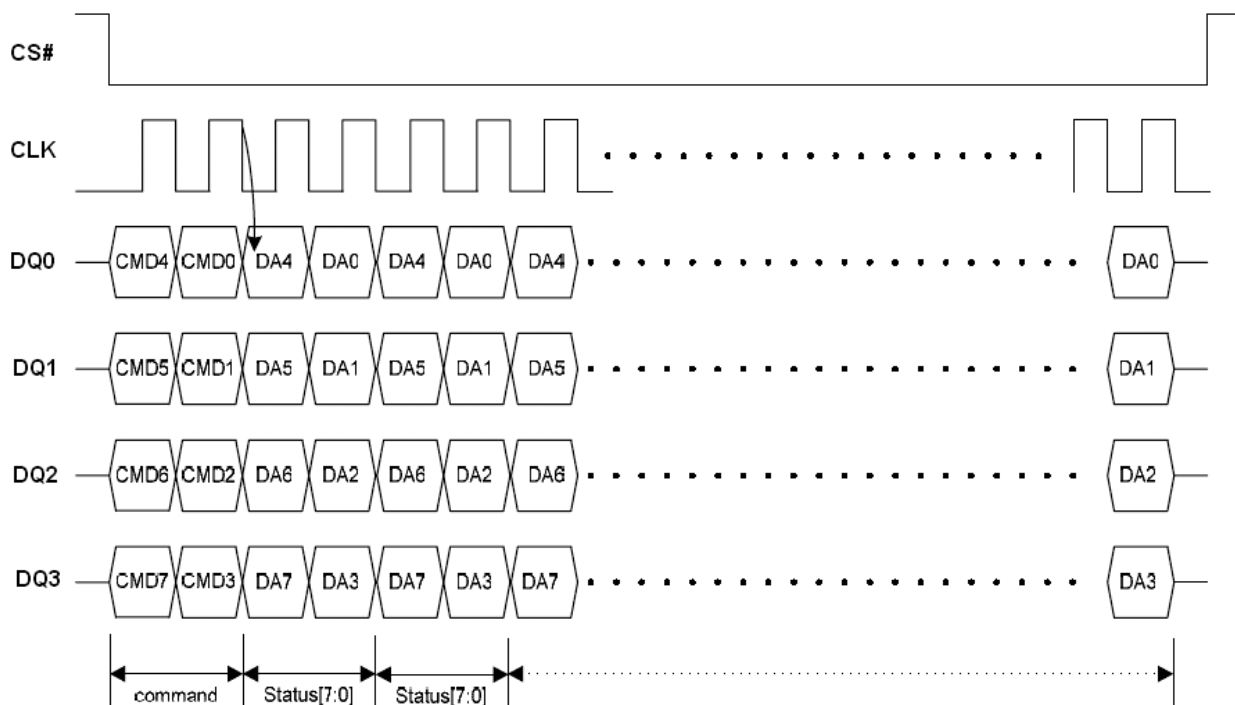 CS#
CLK
DQ0 CMD4 CMD0 DA4 DA0 DA4 DA0 DA4 DA0
DQ1 CMD5 CMD1 DA5 DA1 DA5 DA1 DA5 DA1
DQ2 CMD6 CMD2 DA6 DA2 DA6 DA2 DA6 DA2
DQ3 CMD7 CMD3 DA7 DA3 DA7 DA3 DA7 DA3
command Status[7:0] Status[7:0]